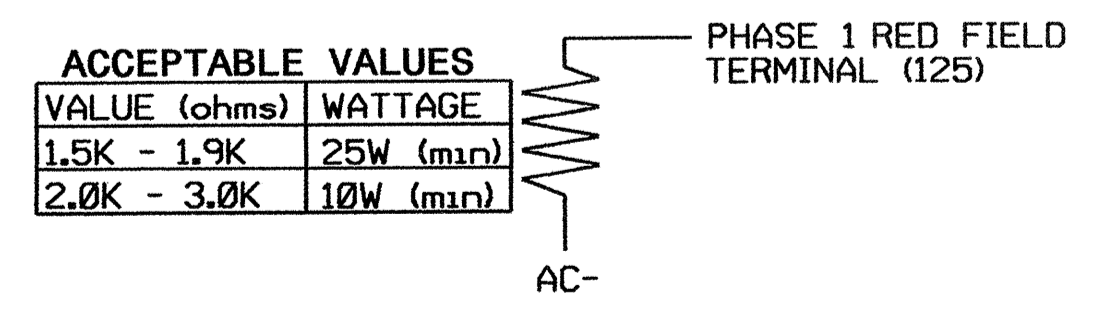 ACCEPTABLE VALUES
VALUE (ohms) WATTAGE
1.5K - 1.9K 25W (min)
2.0K - 3.0K 10W (min)
PHASE 1 RED FIELD
TERMINAL (125)
AC-